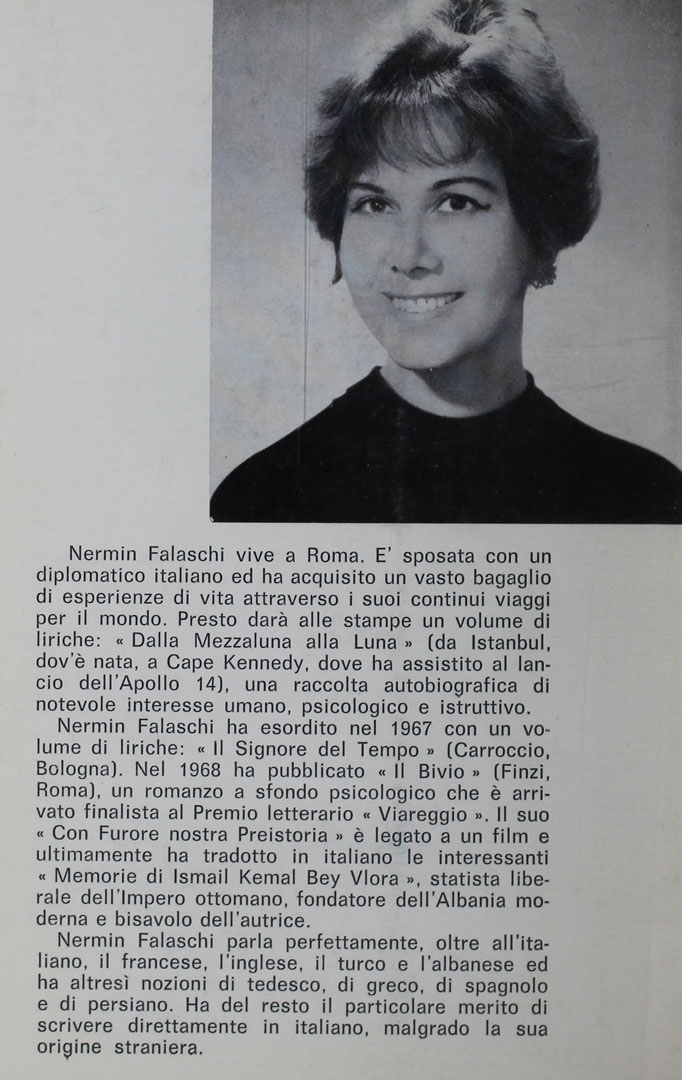 Nermin Falaschi vive a Roma. E' sposata con un
diplomatico italiano ed ha acquisito un vasto bagaglio
di esperienze di vita attraverso i suoi continui viaggi
per il mondo. Presto darà alle stampe un volume di
liriche: « Dalla Mezzaluna alla Luna » (da Istanbul,
dov'è nata, a Cape Kennedy, dove ha assistito al lan-
cio dell'Apollo 14), una raccolta autobiografica di
notevole interesse umano, psicologico e istruttivo.
Nermin Falaschi ha esordito nel 1967 con un vo-
lume di liriche: « Il Signore del Tempo » (Carroccio,
Bologna). Nel 1968 ha pubblicato « Il Bivio » (Finzi,
Roma), un romanzo a sfondo psicologico che è arri-
vato finalista al Premio letterario « Viareggio ». Il suo
« Con Furore nostra Preistoria » è legato a un film e
ultimamente ha tradotto in italiano le interessanti
« Memorie di Ismail Kemal Bey Vlora », statista libe-
rale dell'Impero ottomano, fondatore dell'Albania mo-
derna e bisavolo dell'autrice.
Nermin Falaschi parla perfettamente, oltre all'ita-
liano, il francese, l'inglese, il turco e l'albanese ed
ha altresì nozioni di tedesco, di greco, di spagnolo
e di persiano. Ha del resto il particolare merito di
scrivere direttamente in italiano, malgrado la sua
origine straniera.